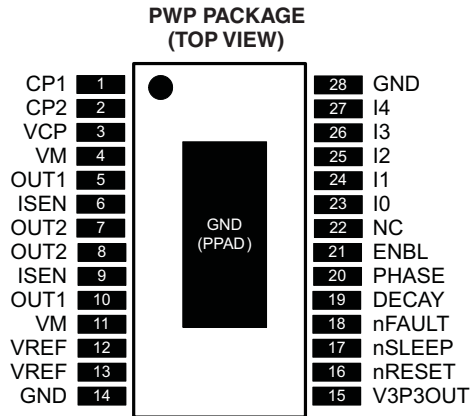 PWP PACKAGE
(TOP VIEW)
CP1 1
CP2 2
VCP 3
VM 4
OUT1 5
ISEN 6
OUT2 7
OUT2 8
ISEN 9
OUT1 10
VM 11
VREF 12
VREF 13
GND 14
GND
(PPAD)
28 GND
27 I4
26 I3
25 I2
24 I1
23 I0
22 NC
21 ENBL
20 PHASE
19 DECAY
18 nFAULT
17 nSLEEP
16 nRESET
15 V3P3OUT